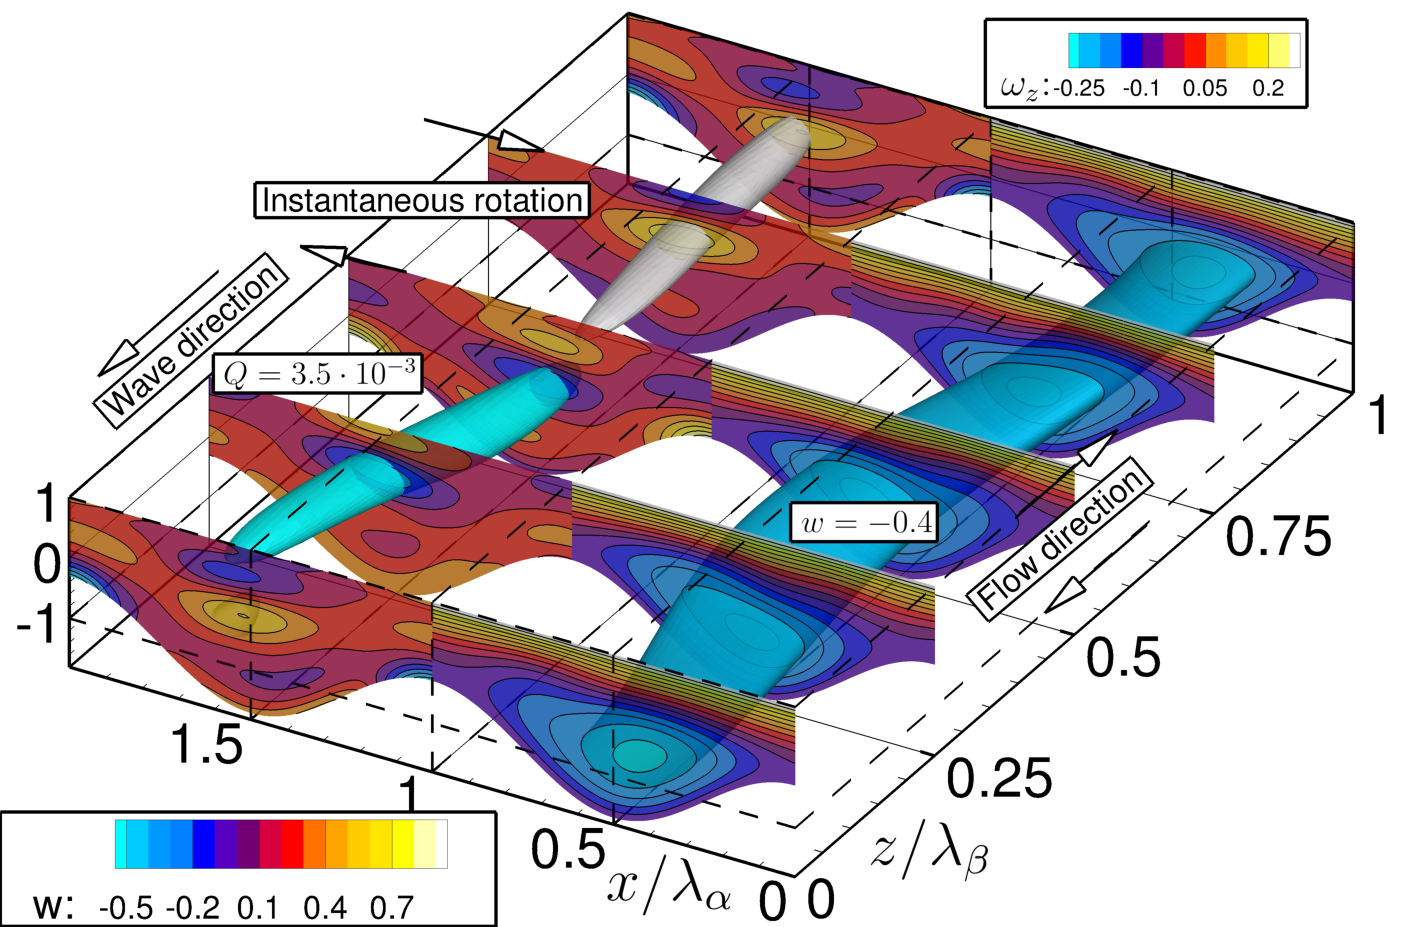 ω_z:
-0.25 -0.1 0.05 0.2
Instantaneous rotation
Wave direction
Q = 3.5 · 10⁻³
w = −0.4
Flow direction
1
0
-1
1.5
1
0.5
0
x/λ_α
0
0.25
0.5
0.75
1
z/λ_β
w: -0.5 -0.2 0.1 0.4 0.7